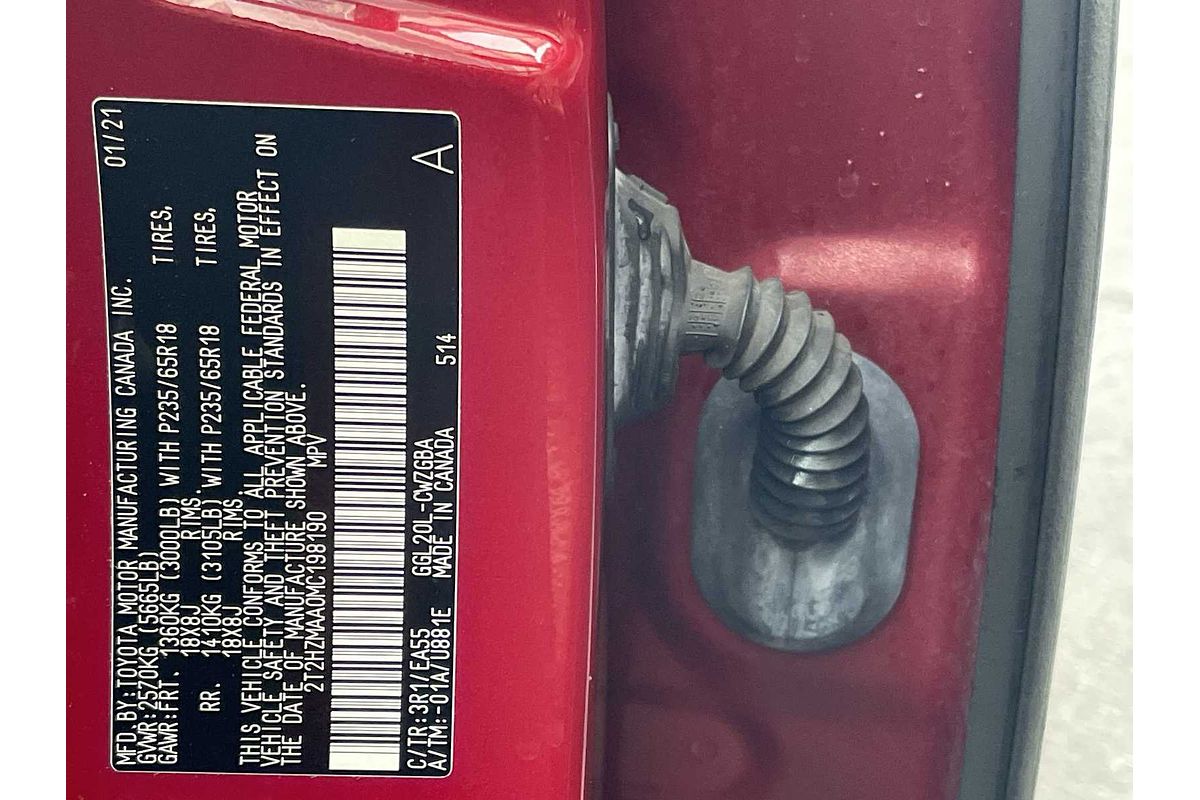 MFD.BY:TOYOTA MOTOR MANUFACTURING CANADA INC. 01/21
GVWR:2570KG (5665LB)
GAWR:FRT. 1360KG (3000LB) WITH P235/65R18 TIRES,
18X8J RIMS.
RR. 1410KG (3105LB) WITH P235/65R18 TIRES,
18X8J RIMS.
THIS VEHICLE CONFORMS TO ALL APPLICABLE FEDERAL MOTOR
VEHICLE SAFETY AND THEFT PREVENTION STANDARDS IN EFFECT ON
THE DATE OF MANUFACTURE SHOWN ABOVE.
2T2HZMAA0MC198190 MPV
C/TR:3R1/EA55 GGL20L-CWZGBA A
A/TM:-01A/U881E MADE IN CANADA 514